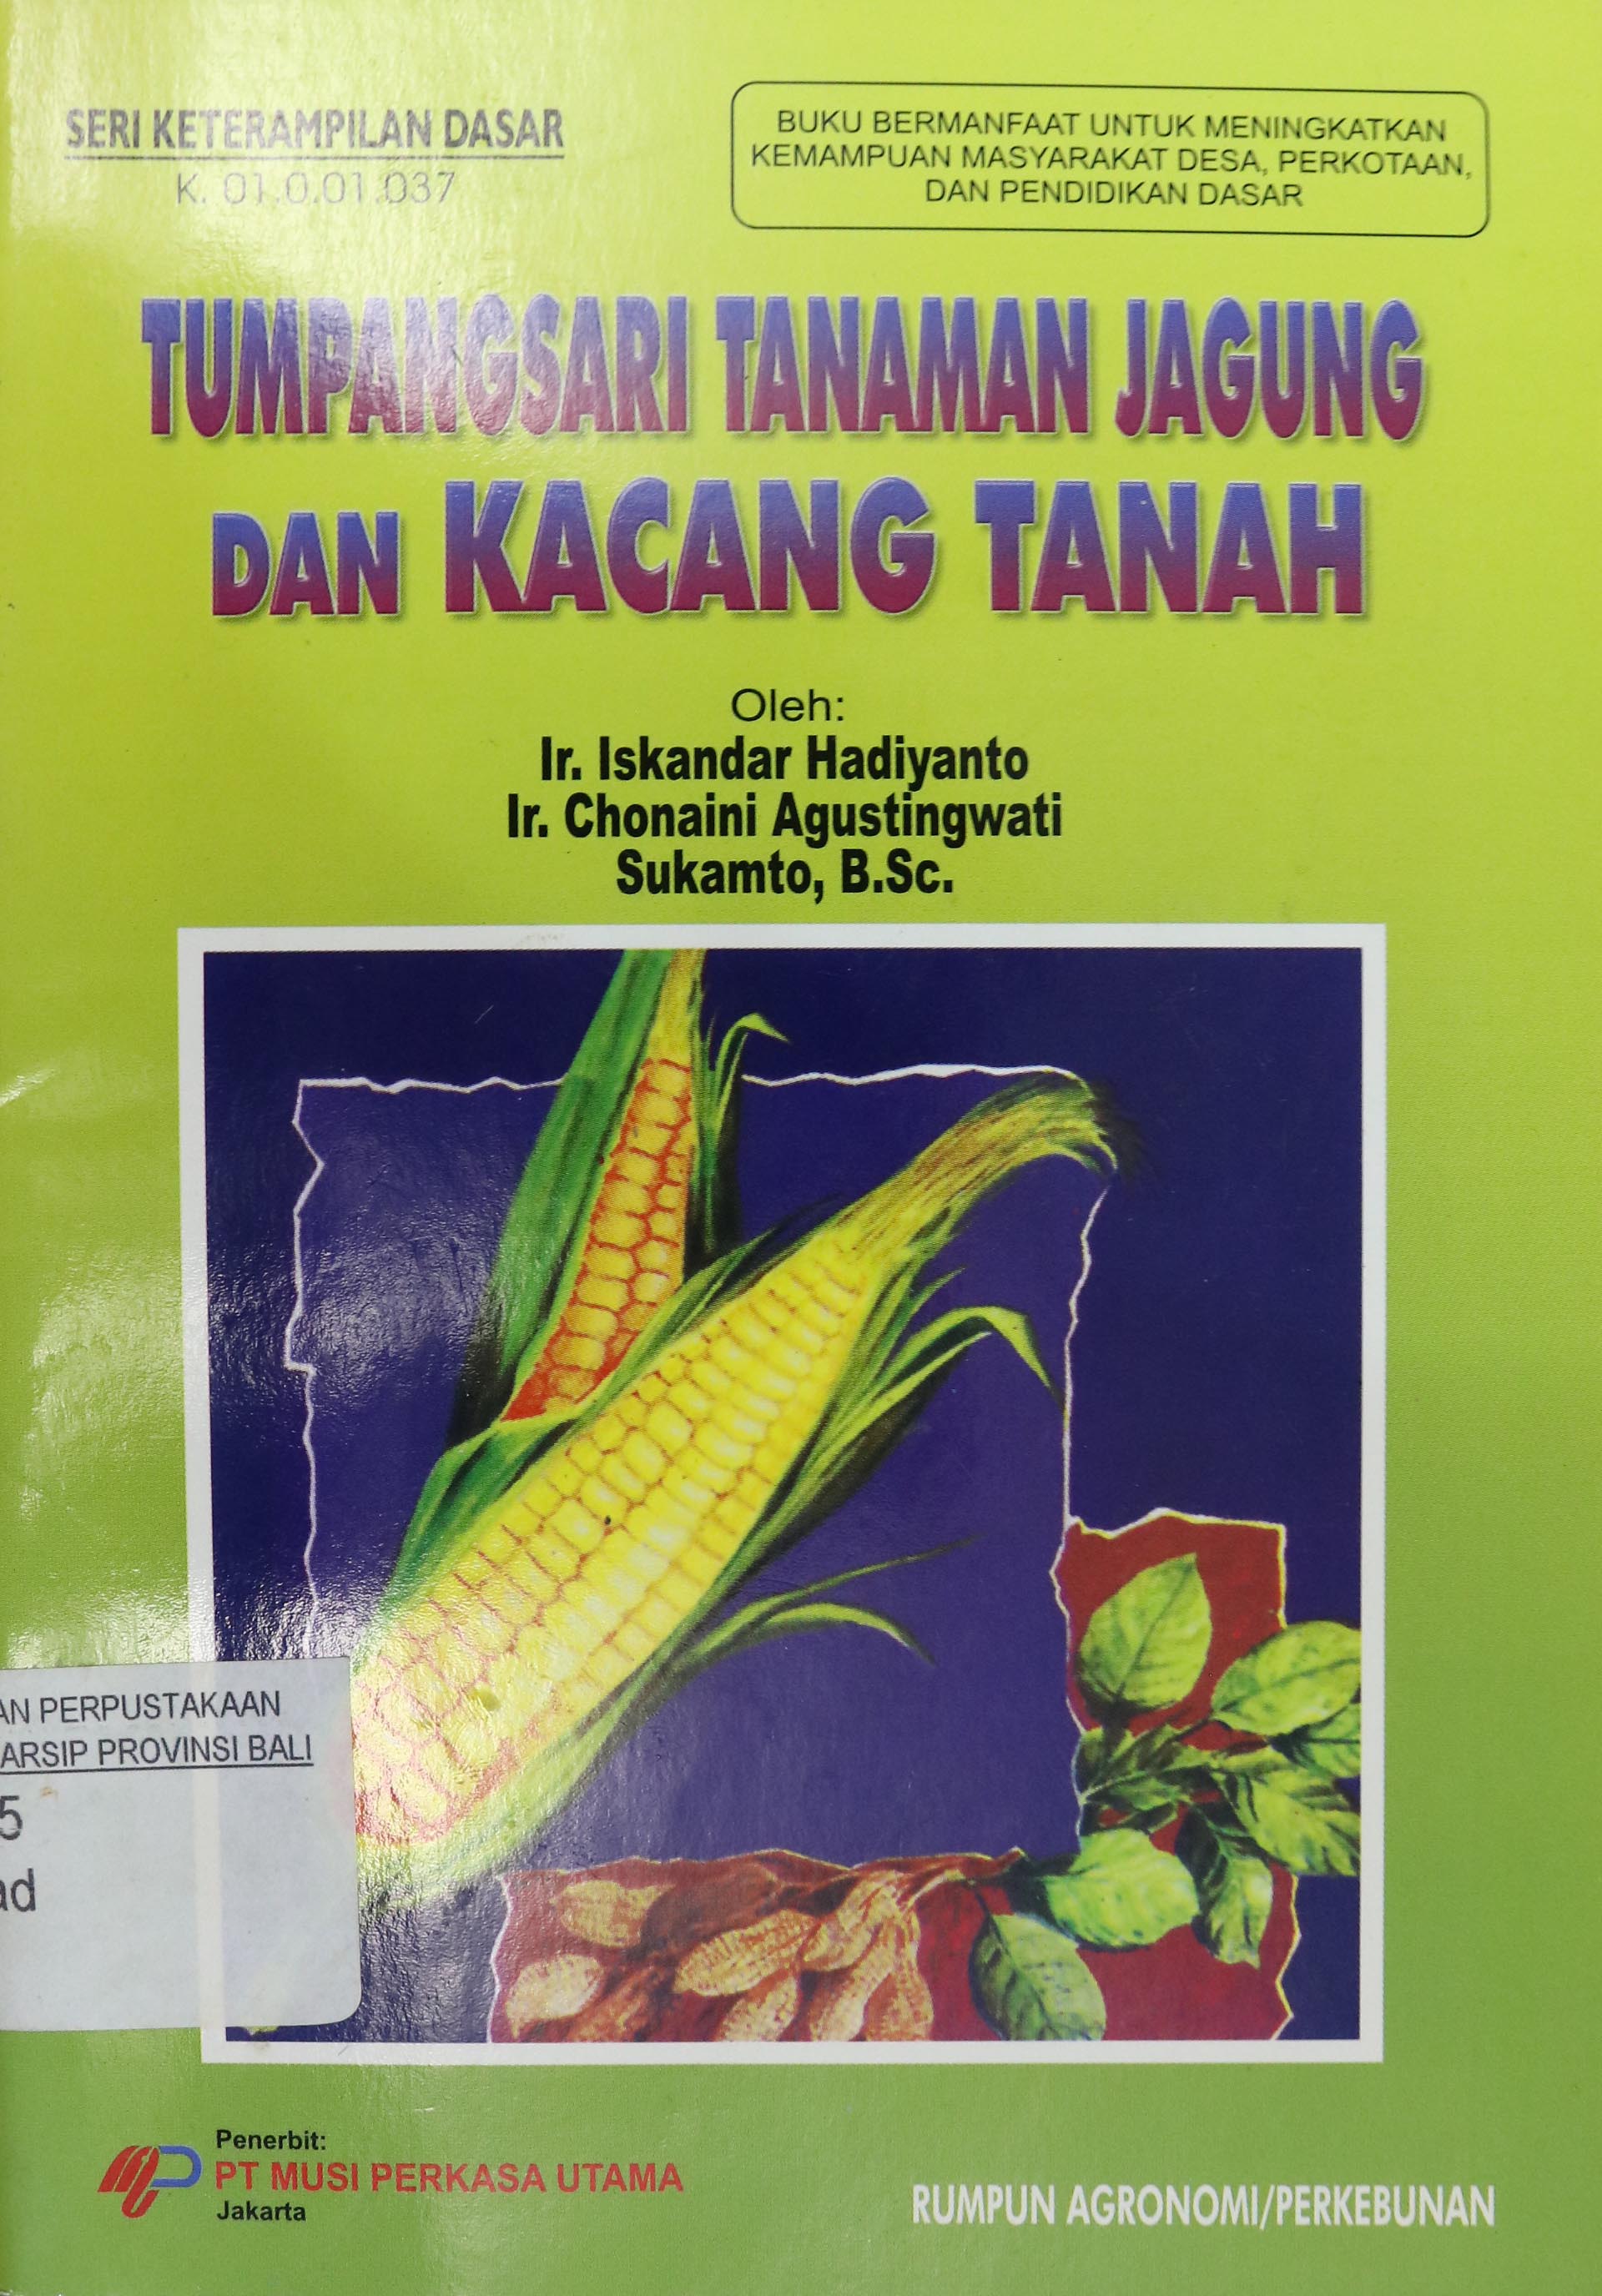 SERI KETERAMPILAN DASAR
K. 01.0.01.037
BUKU BERMANFAAT UNTUK MENINGKATKAN
KEMAMPUAN MASYARAKAT DESA, PERKOTAAN,
DAN PENDIDIKAN DASAR
TUMPANGSARI TANAMAN JAGUNG
DAN KACANG TANAH
Oleh:
Ir. Iskandar Hadiyanto
Ir. Chonaini Agustingwati
Sukamto, B.Sc.
AN PERPUSTAKAAN
ARSIP PROVINSI BALI
5
ad
Penerbit:
PT MUSI PERKASA UTAMA
Jakarta
RUMPUN AGRONOMI/PERKEBUNAN